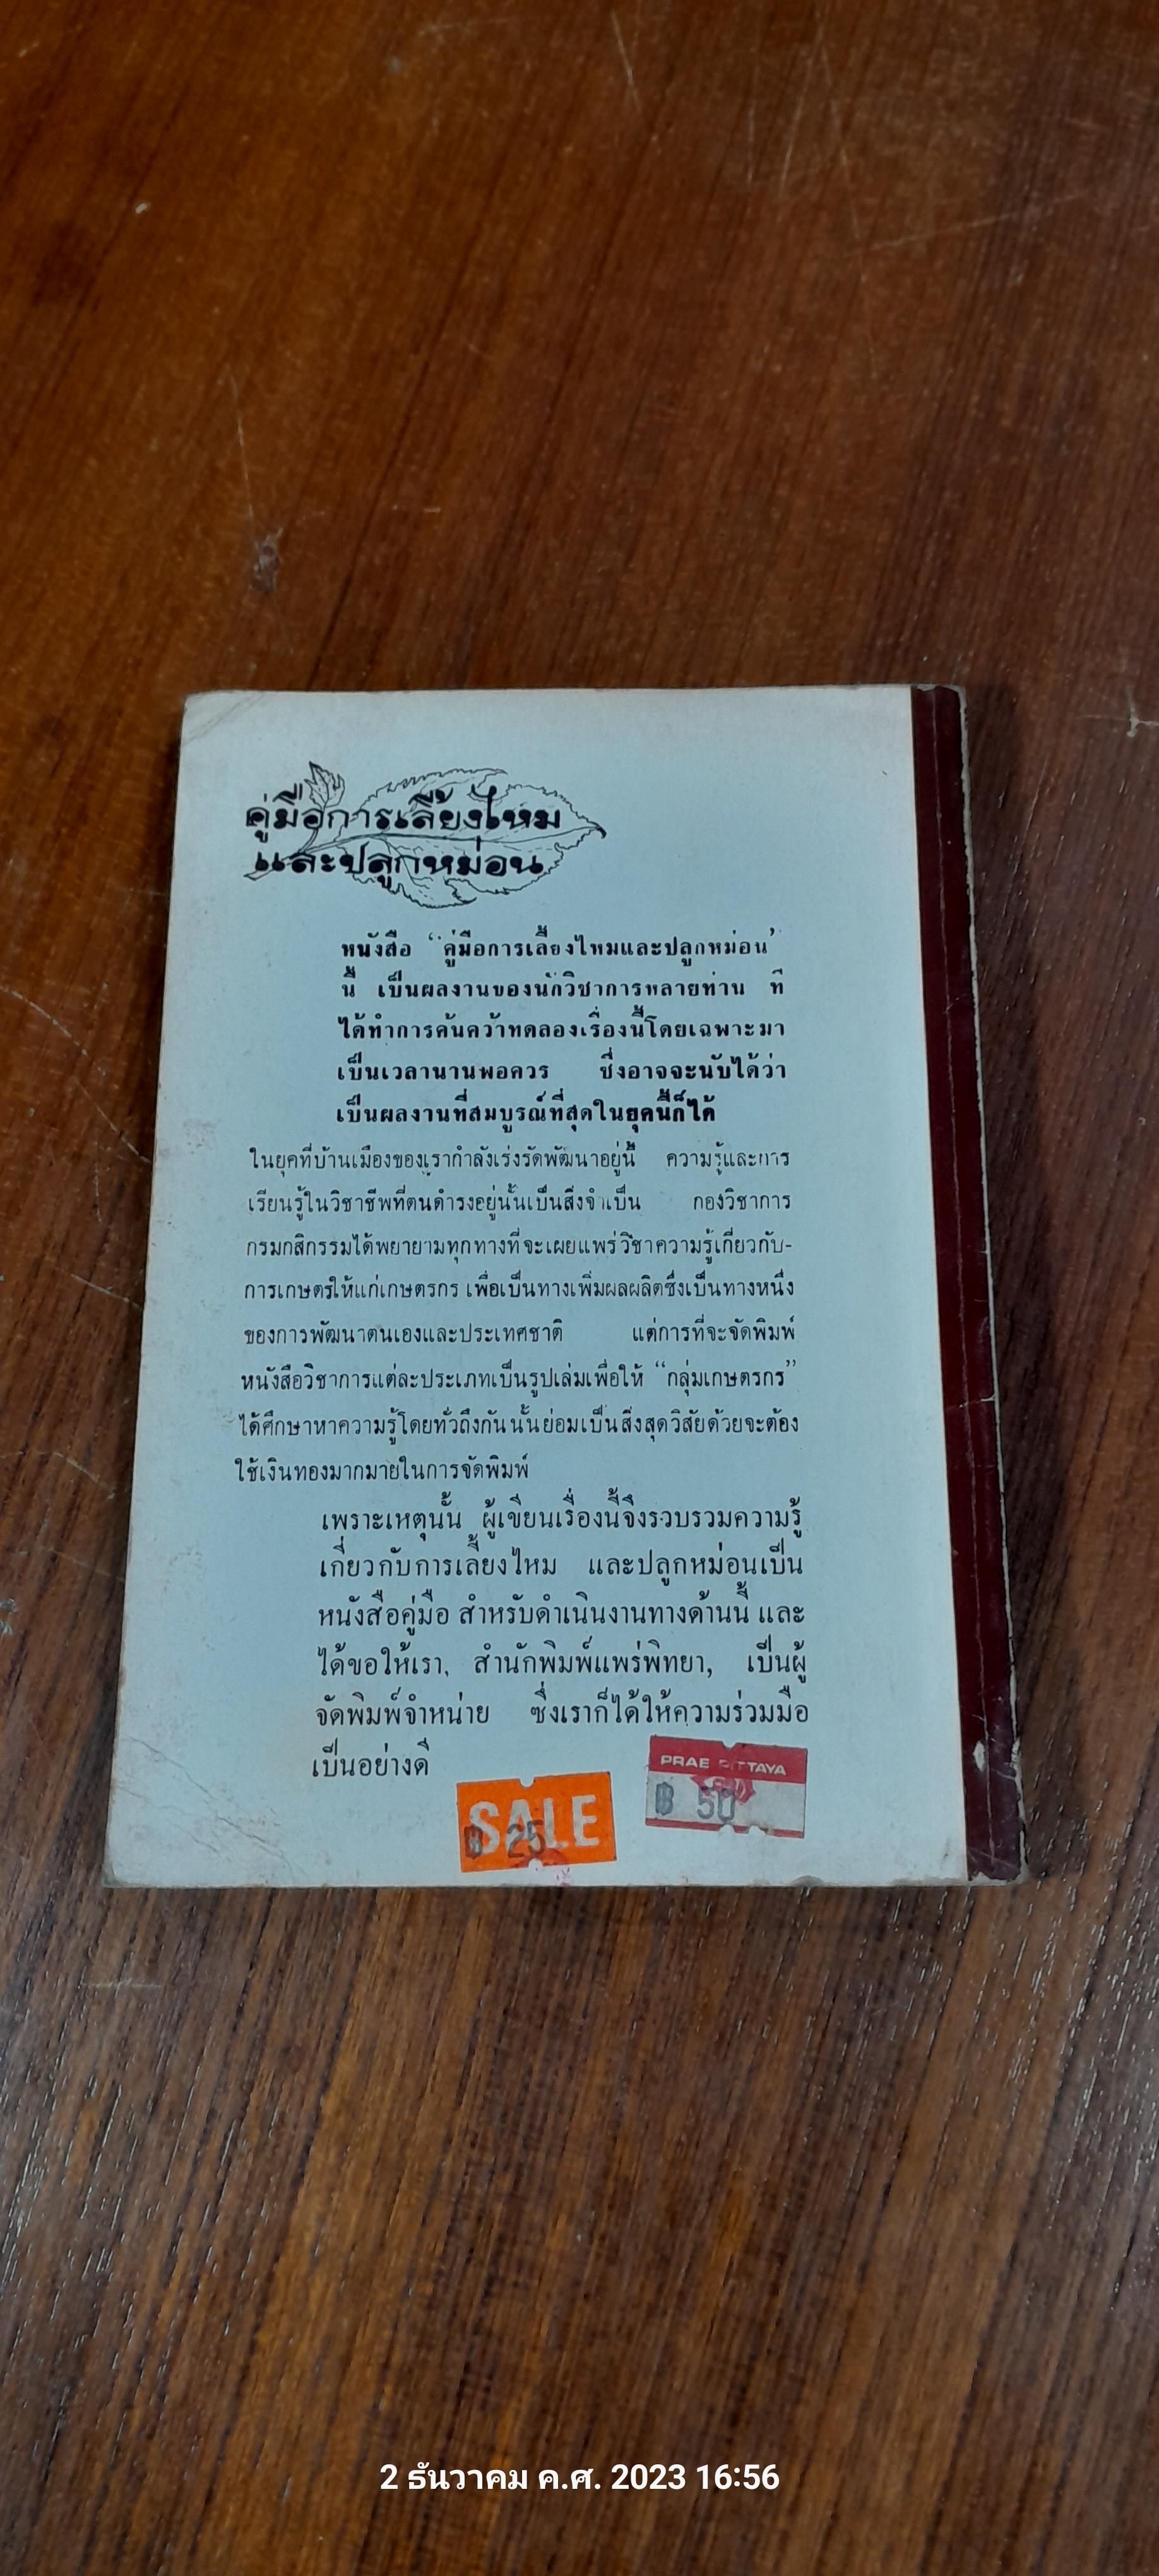 คู่มือการเลี้ยงไหม
และปลูกหม่อน
หนังสือ “คู่มือการเลี้ยงไหมและปลูกหม่อน”
นี้ เป็นผลงานของนักวิชาการหลายท่าน ที่
ได้ทำการค้นคว้าทดลองเรื่องนี้โดยเฉพาะมา
เป็นเวลานานพอควร ซึ่งอาจจะนับได้ว่า
เป็นผลงานที่สมบูรณ์ที่สุดในยุคนี้ก็ได้
ในยุคที่บ้านเมืองของเรากำลังเร่งรัดพัฒนาอยู่นี้ ความรู้และการ
เรียนรู้ในวิชาชีพที่ตนดำรงอยู่นั้นเป็นสิ่งจำเป็น กองวิชาการ
กรมกสิกรรมได้พยายามทุกทางที่จะเผยแพร่วิชาความรู้เกี่ยวกับ-
การเกษตรให้แก่เกษตรกร เพื่อเป็นทางเพิ่มผลผลิตซึ่งเป็นทางหนึ่ง
ของการพัฒนาตนเองและประเทศชาติ แต่การที่จะจัดพิมพ์
หนังสือวิชาการแต่ละประเภทเป็นรูปเล่มเพื่อให้ “กลุ่มเกษตรกร”
ได้ศึกษาหาความรู้โดยทั่วถึงกันนั้นย่อมเป็นสิ่งสุดวิสัยด้วยจะต้อง
ใช้เงินทองมากมายในการจัดพิมพ์
เพราะเหตุนั้น ผู้เขียนเรื่องนี้จึงรวบรวมความรู้
เกี่ยวกับการเลี้ยงไหม และปลูกหม่อนเป็น
หนังสือคู่มือ สำหรับดำเนินงานทางด้านนี้ และ
ได้ขอให้เรา, สำนักพิมพ์แพร่พิทยา, เป็นผู้
จัดพิมพ์จำหน่าย ซึ่งเราก็ได้ให้ความร่วมมือ
เป็นอย่างดี
PRAE PITTAYA
฿ 50
SALE
฿ 25
2 ธันวาคม ค.ศ. 2023 16:56